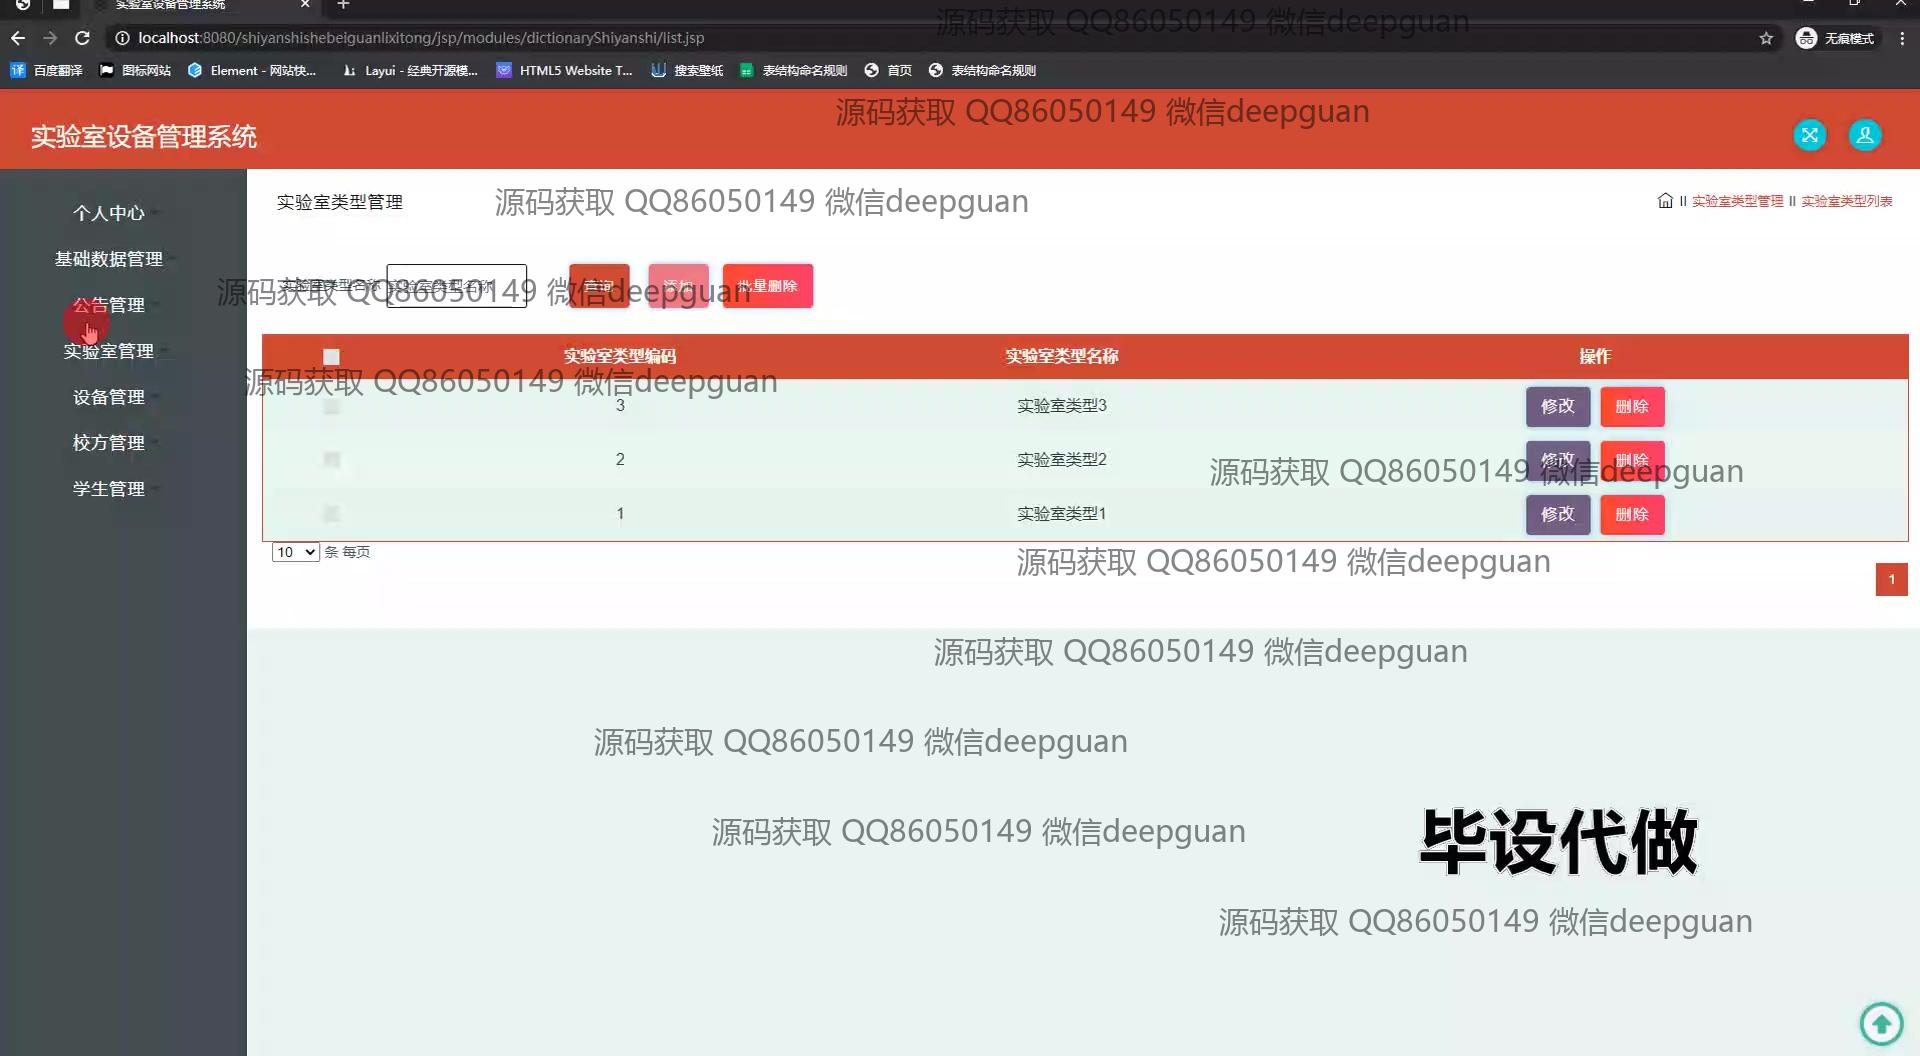 实验室设备管理系统
localhost:8080/shiyanshishebeiguanlixitong/jsp/modules/dictionaryShiyanshi/list.jsp
无痕模式
源码获取 QQ86050149 微信deepguan
百度翻译
图标网站
Element - 网站快...
Layui - 经典开源模...
HTML5 Website T...
搜索壁纸
表结构命名规则
首页
表结构命名规则
源码获取 QQ86050149 微信deepguan
实验室设备管理系统
个人中心
基础数据管理
公告管理
实验室管理
设备管理
校方管理
学生管理
实验室类型管理
源码获取 QQ86050149 微信deepguan
II 实验室类型管理 II 实验室类型列表
实验室类型名称
实验室类型名称
查询
添加
批量删除
源码获取 QQ86050149 微信deepguan
实验室类型编码 实验室类型名称 操作
源码获取 QQ86050149 微信deepguan
3 实验室类型3 修改 删除
2 实验室类型2 修改 删除
源码获取 QQ86050149 微信deepguan
1 实验室类型1 修改 删除
10 条 每页
源码获取 QQ86050149 微信deepguan
1
源码获取 QQ86050149 微信deepguan
源码获取 QQ86050149 微信deepguan
源码获取 QQ86050149 微信deepguan
毕设代做
源码获取 QQ86050149 微信deepguan